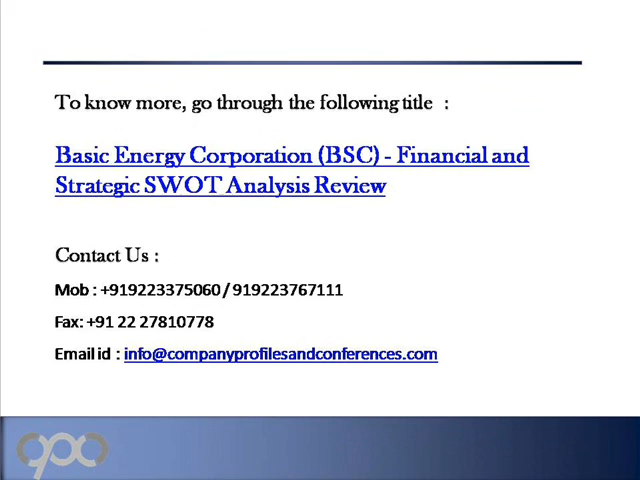 To know more, go through the following title :
Basic Energy Corporation (BSC) - Financial and
Strategic SWOT Analysis Review
Contact Us :
Mob : +919223375060 / 919223767111
Fax: +91 22 27810778
Email id : info@companyprofilesandconferences.com